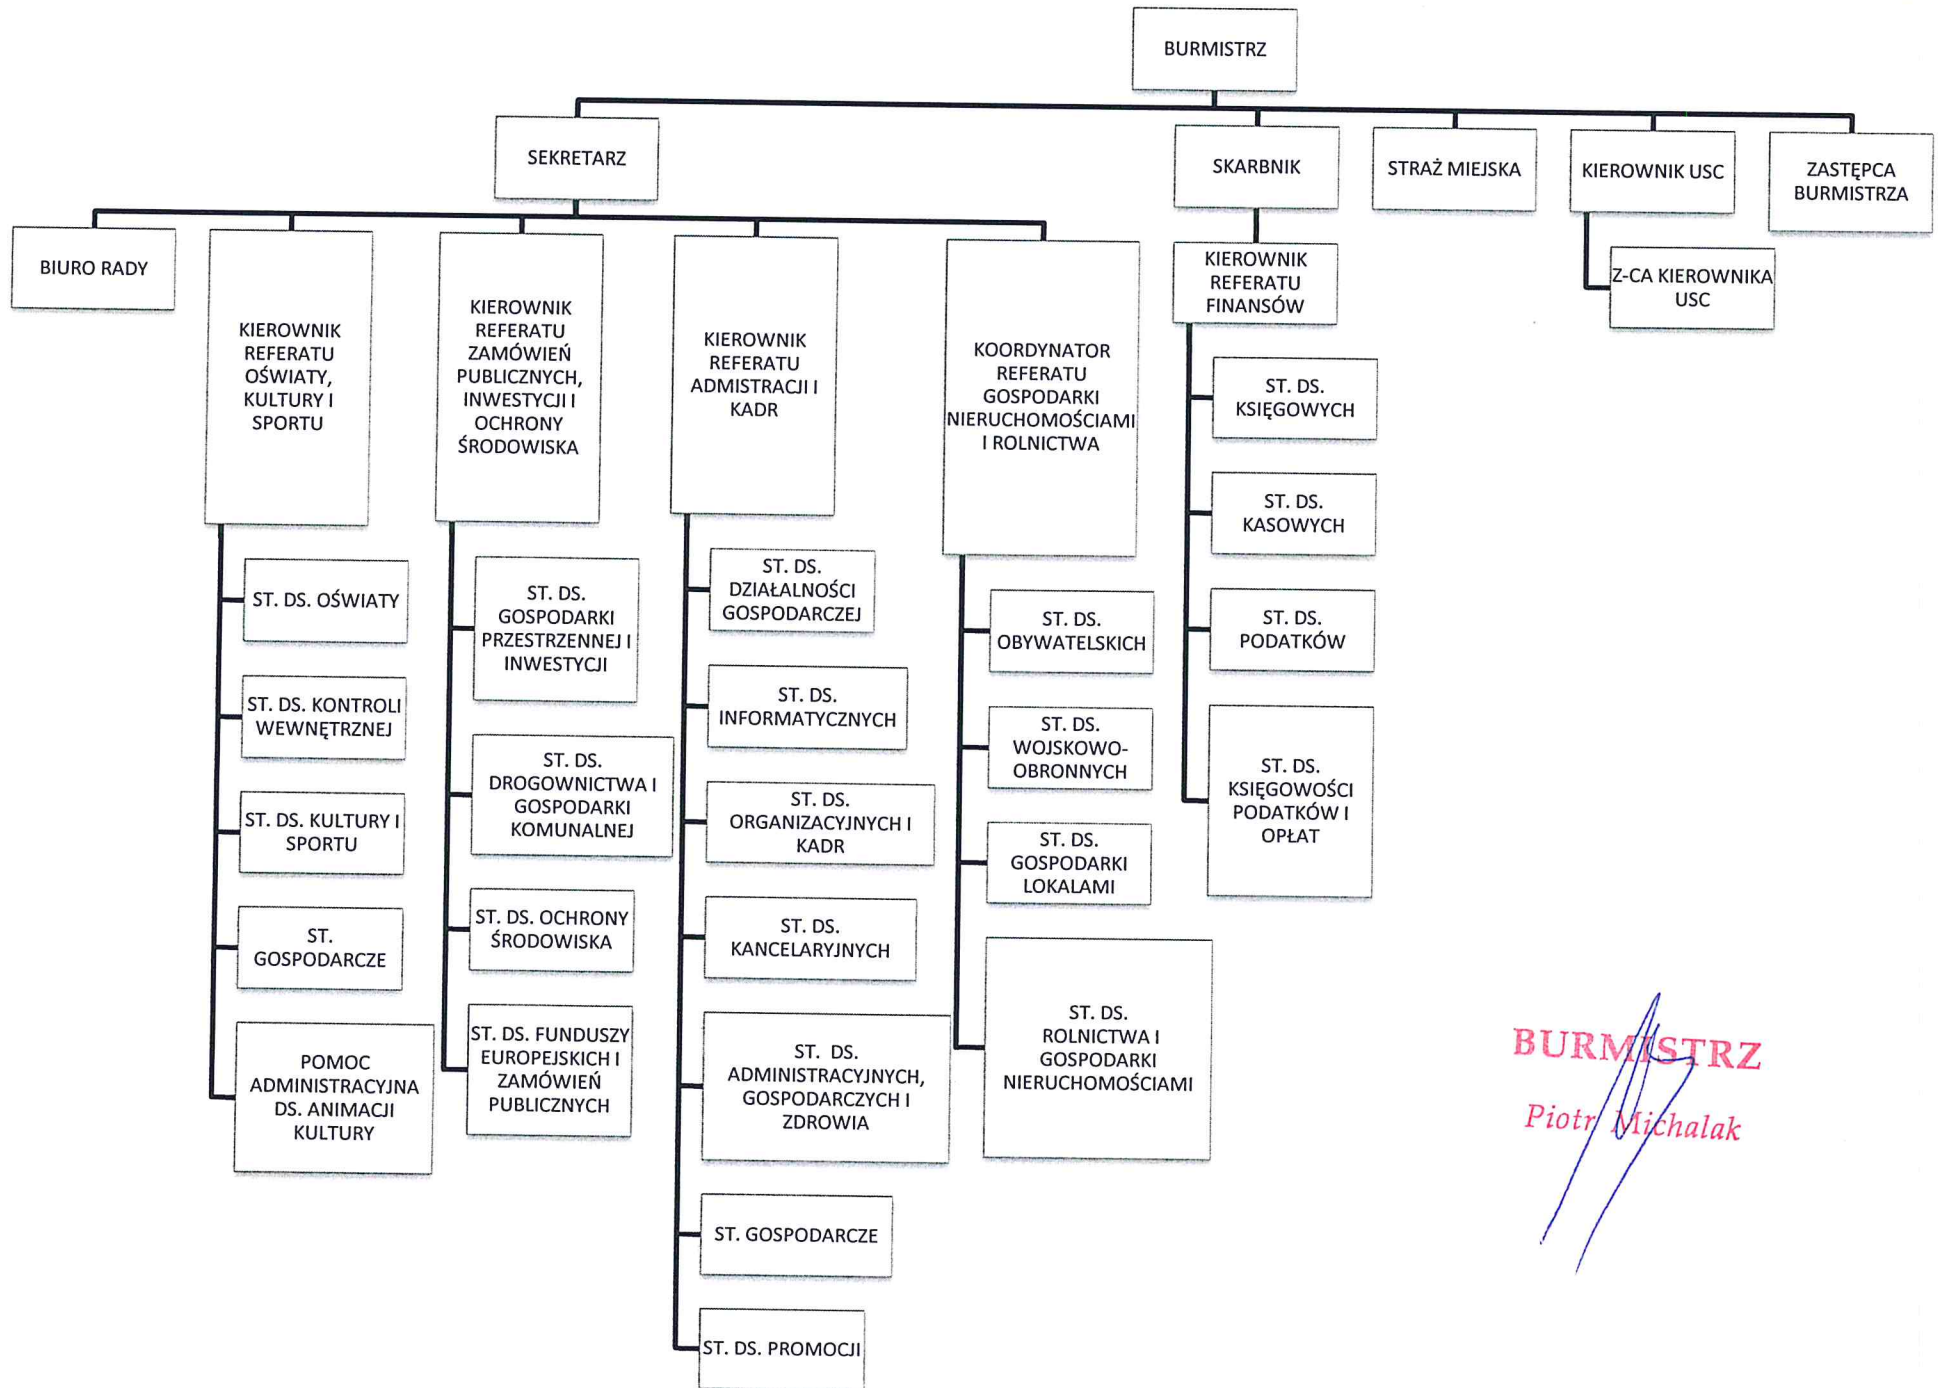 BURMISTRZ
SEKRETARZ
SKARBNIK
STRAŻ MIEJSKA
KIEROWNIK USC
ZASTĘPCA
BURMISTRZA
BIURO RADY
KIEROWNIK
REFERATU
OŚWIATY,
KULTURY I
SPORTU
KIEROWNIK
REFERATU
ZAMÓWIEŃ
PUBLICZNYCH,
INWESTYCJI I
OCHRONY
ŚRODOWISKA
KIEROWNIK
REFERATU
ADMISTRACJI I
KADR
KOORDYNATOR
REFERATU
GOSPODARKI
NIERUCHOMOŚCIAMI
I ROLNICTWA
KIEROWNIK
REFERATU
FINANSÓW
Z-CA KIEROWNIKA
USC
ST. DS. OŚWIATY
ST. DS. KONTROLI
WEWNĘTRZNEJ
ST. DS. KULTURY I
SPORTU
ST.
GOSPODARCZE
POMOC
ADMINISTRACYJNA
DS. ANIMACJI
KULTURY
ST. DS.
GOSPODARKI
PRZESTRZENNEJ I
INWESTYCJI
ST. DS.
DROGOWNICTWA I
GOSPODARKI
KOMUNALNEJ
ST. DS. OCHRONY
ŚRODOWISKA
ST. DS. FUNDUSZY
EUROPEJSKICH I
ZAMÓWIEŃ
PUBLICZNYCH
ST. DS.
DZIAŁALNOŚCI
GOSPODARCZEJ
ST. DS.
INFORMATYCZNYCH
ST. DS.
ORGANIZACYJNYCH I
KADR
ST. DS.
KANCELARYJNYCH
ST. DS.
ADMINISTRACYJNYCH,
GOSPODARCZYCH I
ZDROWIA
ST. GOSPODARCZE
ST. DS. PROMOCJI
ST. DS.
OBYWATELSKICH
ST. DS.
WOJSKOWO-
OBRONNYCH
ST. DS.
GOSPODARKI
LOKALAMI
ST. DS.
ROLNICTWA I
GOSPODARKI
NIERUCHOMOŚCIAMI
ST. DS.
KSIĘGOWYCH
ST. DS.
KASOWYCH
ST. DS.
PODATKÓW
ST. DS.
KSIĘGOWOŚCI
PODATKÓW I
OPŁAT
BURMISTRZ
Piotr Michalak